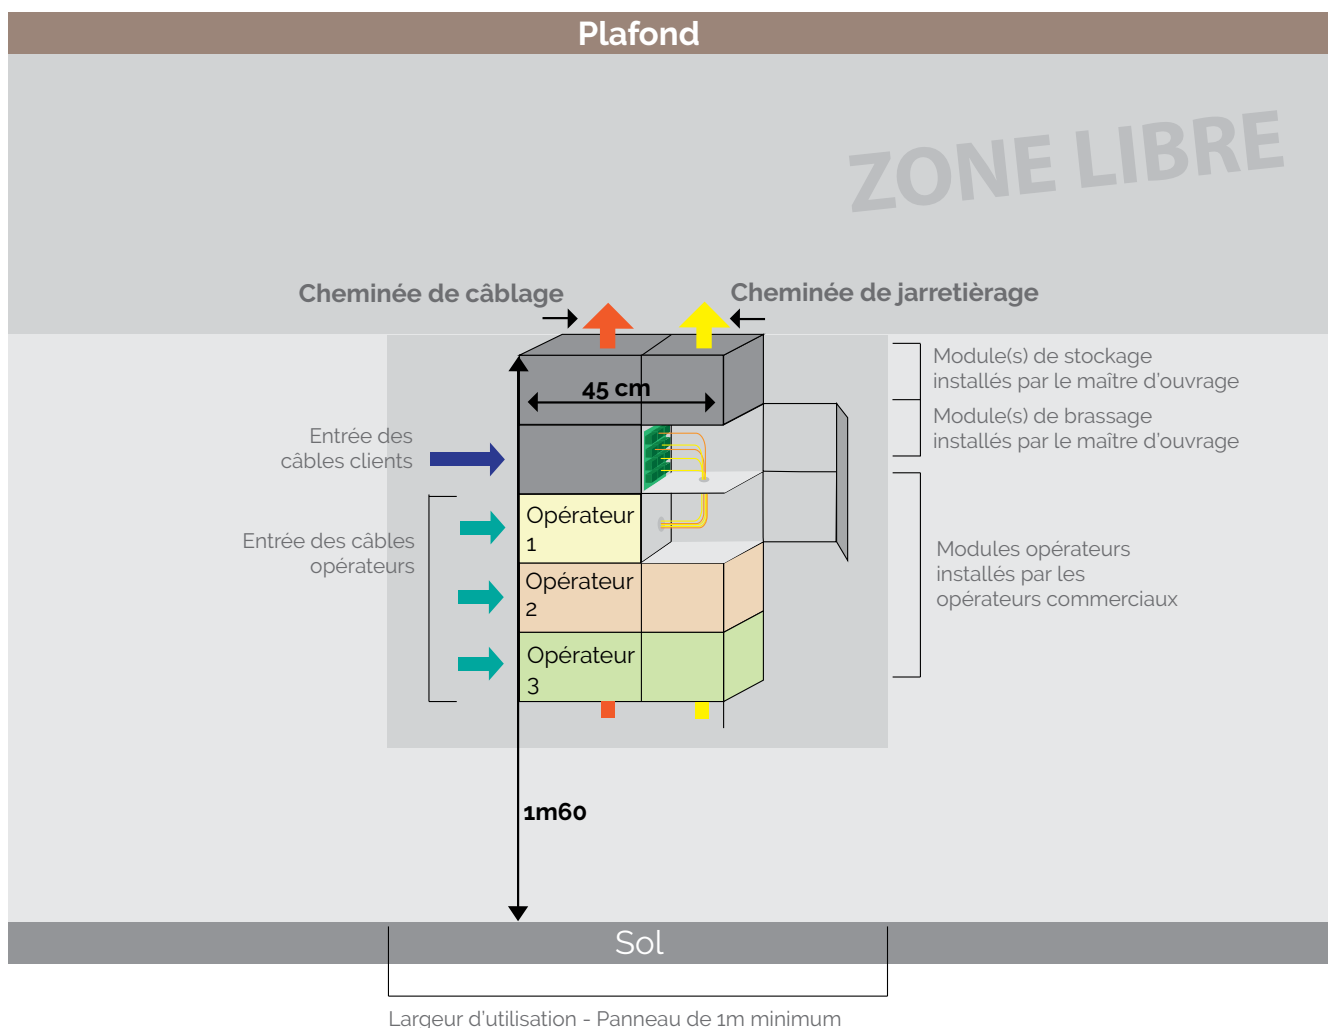 Plafond
ZONE LIBRE
Cheminée de câblage
Cheminée de jarretièrage
Module(s) de stockage
installés par le maître d'ouvrage
45 cm
Module(s) de brassage
installés par le maître d'ouvrage
Entrée des
câbles clients
Opérateur
1
Entrée des câbles
opérateurs
Modules opérateurs
installés par les
opérateurs commerciaux
Opérateur
2
Opérateur
3
1m60
Sol
Largeur d'utilisation - Panneau de 1m minimum